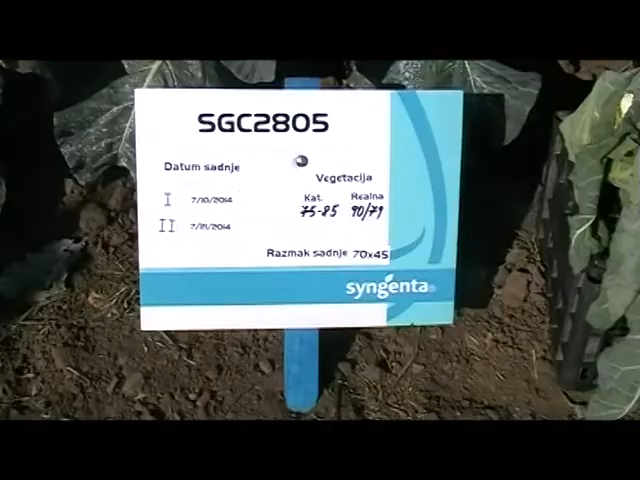 SGC2805
Datum sadnje
Vegetacija
Kat. Realna
I 7/10/2014 75-85 90/79
II 7/21/2014
Razmak sadnje 70x45
syngenta